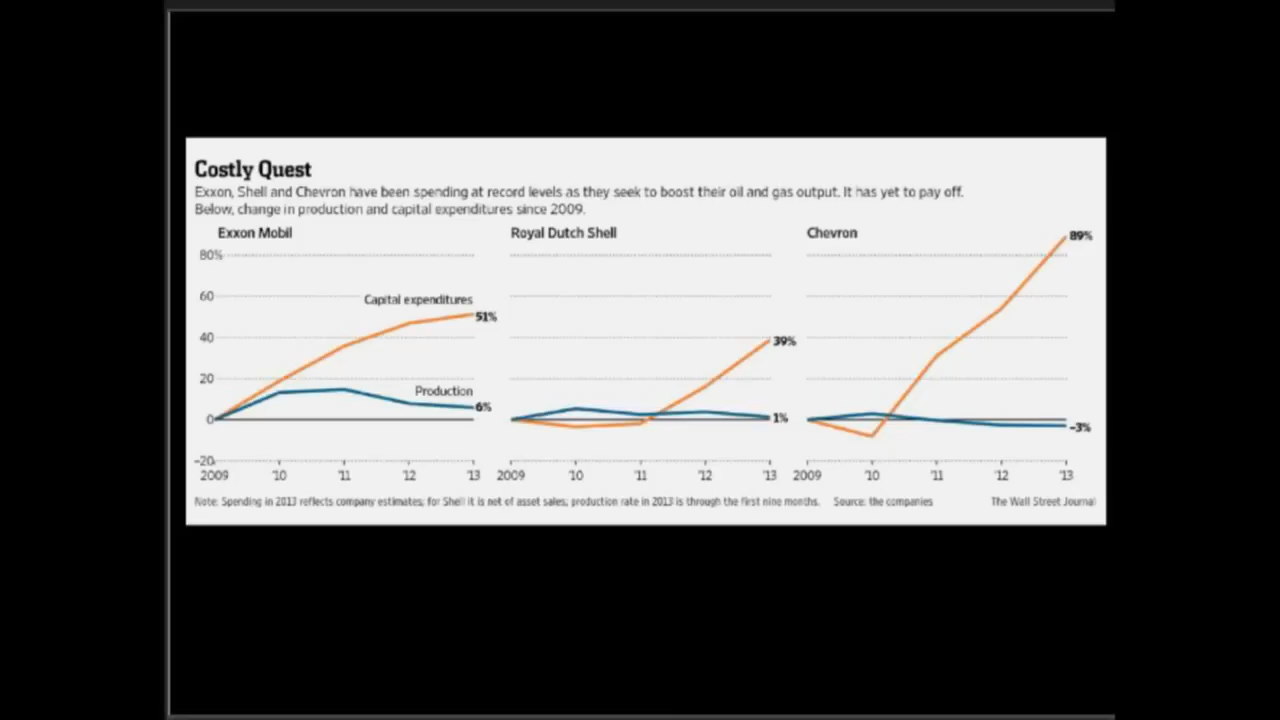 Costly Quest
Exxon, Shell and Chevron have been spending at record levels as they seek to boost their oil and gas output. It has yet to pay off.
Below, change in production and capital expenditures since 2009.
Exxon Mobil
80%
60
40
20
0
-20
Capital expenditures
51%
Production
6%
2009 '10 '11 '12 '13
Royal Dutch Shell
39%
1%
2009 '10 '11 '12 '13
Chevron
89%
-3%
2009 '10 '11 '12 '13
Note: Spending in 2013 reflects company estimates; for Shell it is net of asset sales; production rate in 2013 is through the first nine months. Source: the companies The Wall Street Journal